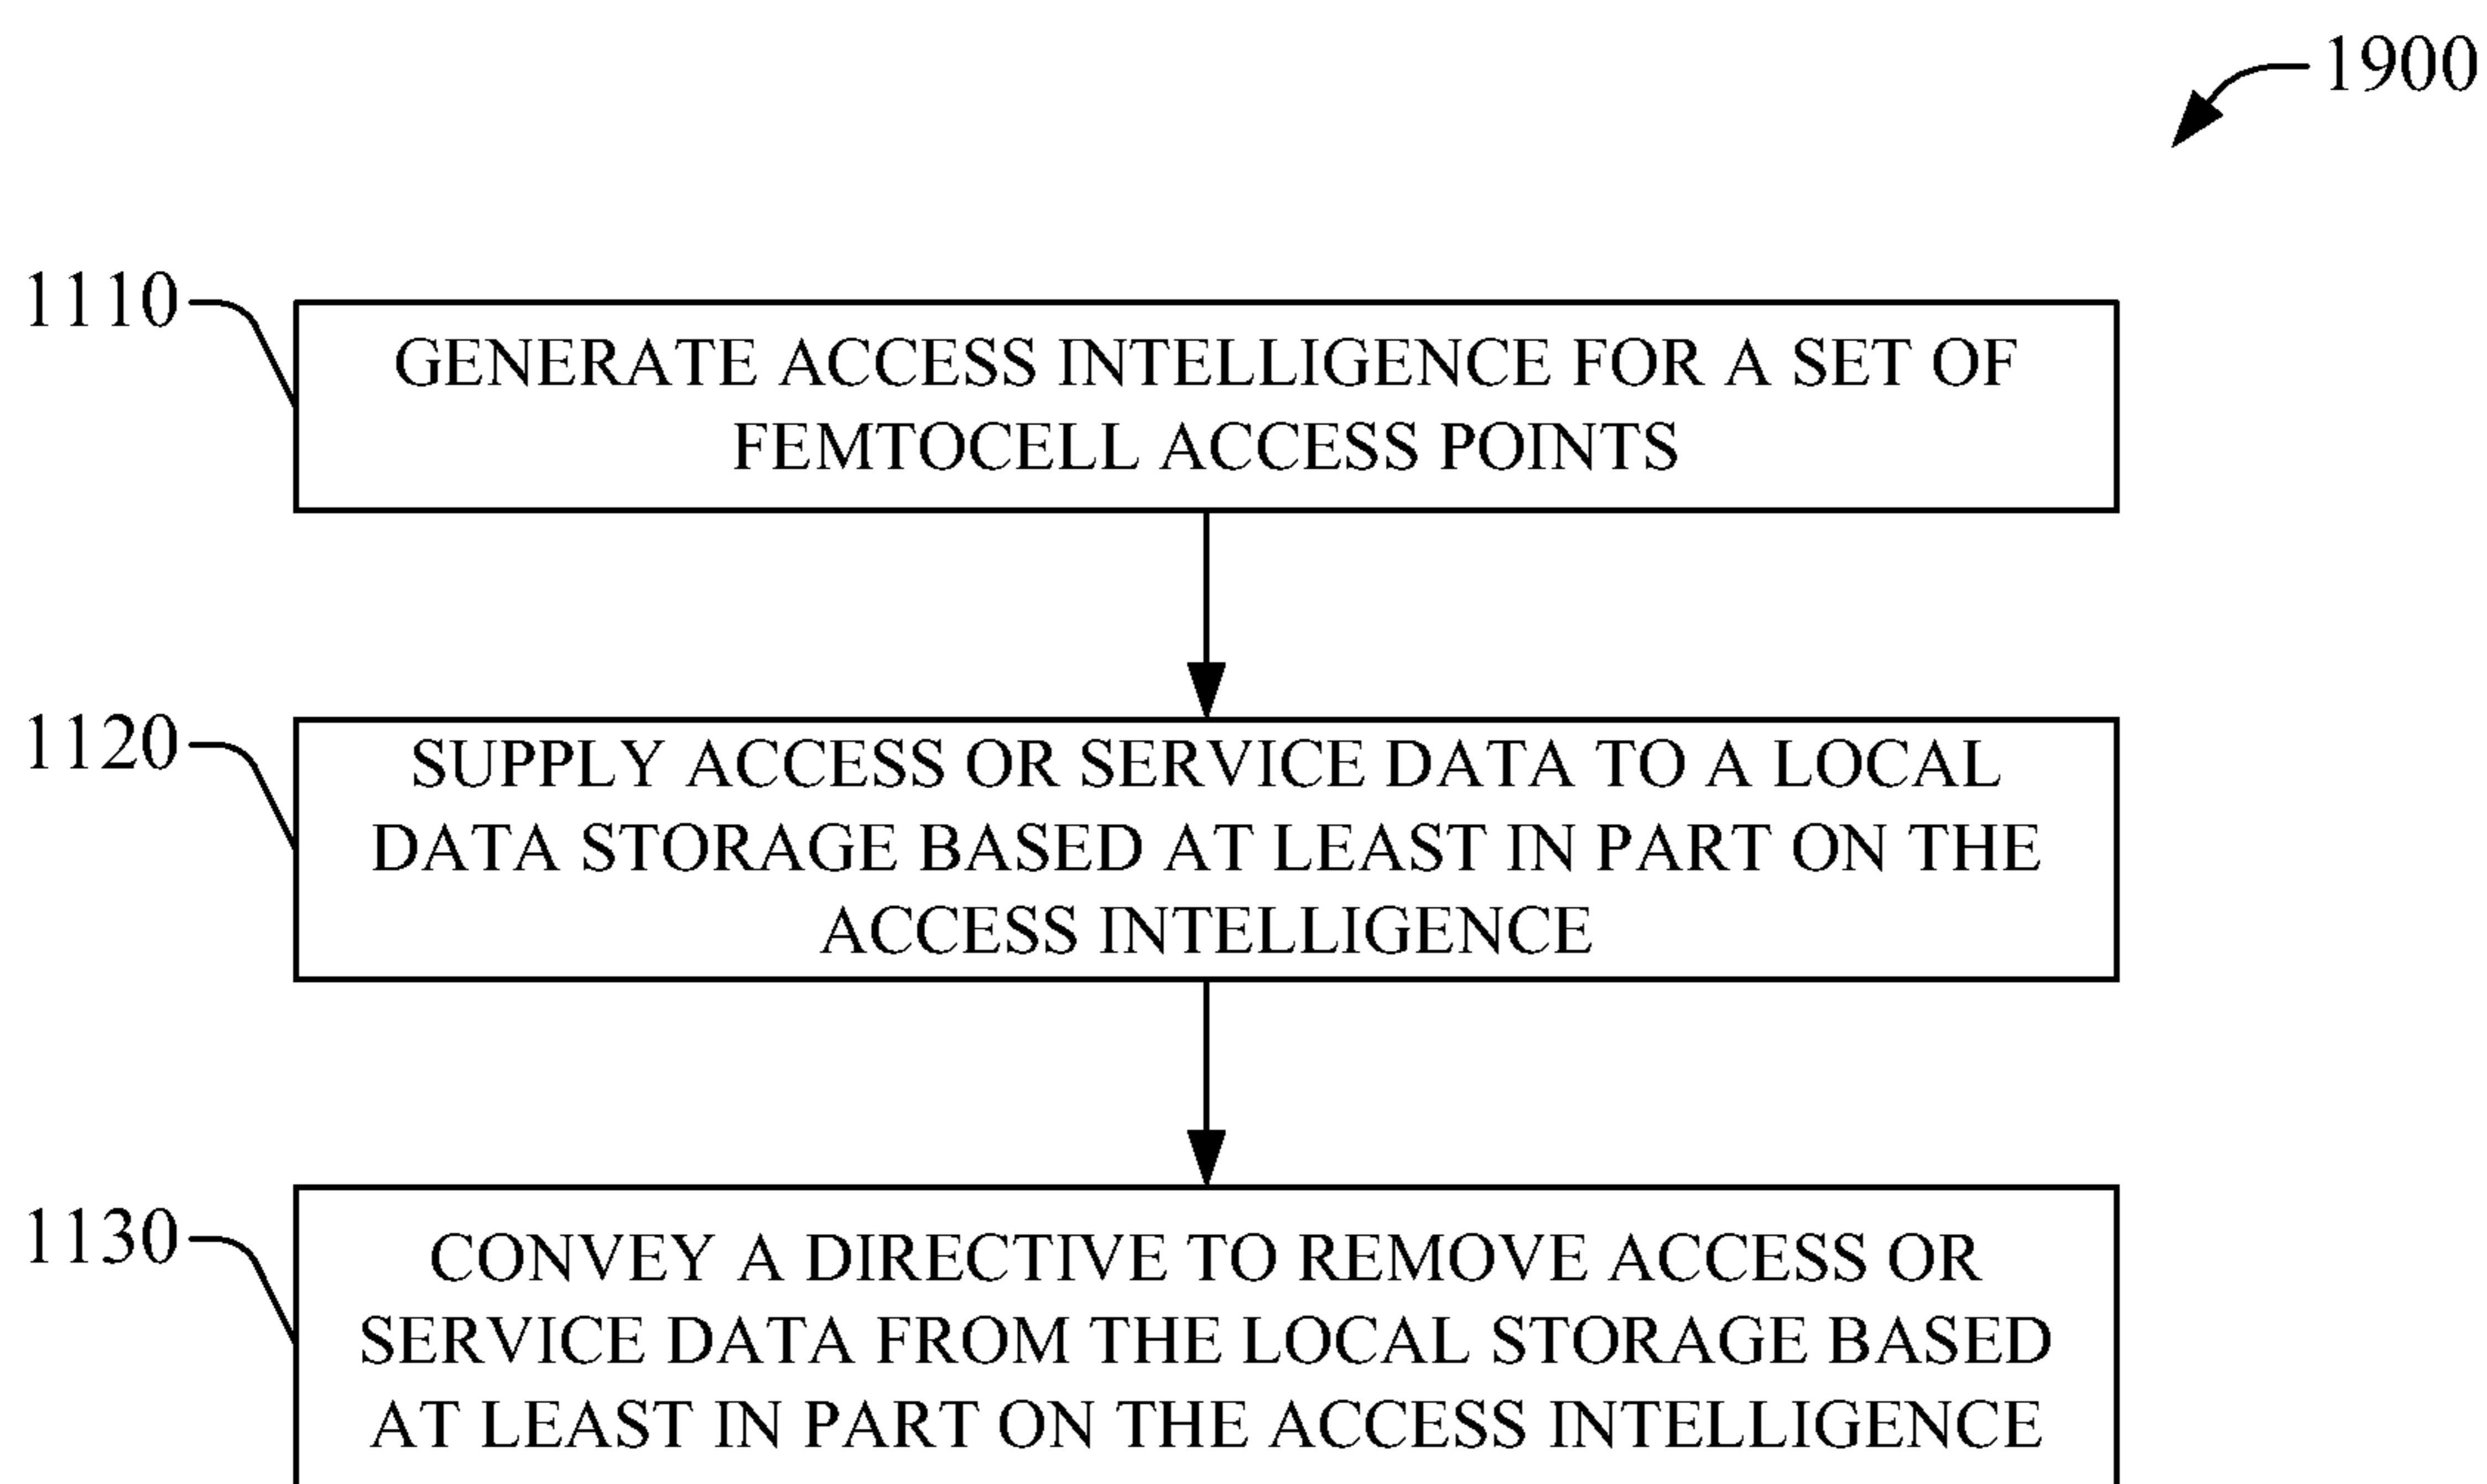 1900
1110
GENERATE ACCESS INTELLIGENCE FOR A SET OF
FEMTOCELL ACCESS POINTS
1120
SUPPLY ACCESS OR SERVICE DATA TO A LOCAL
DATA STORAGE BASED AT LEAST IN PART ON THE
ACCESS INTELLIGENCE
1130
CONVEY A DIRECTIVE TO REMOVE ACCESS OR
SERVICE DATA FROM THE LOCAL STORAGE BASED
AT LEAST IN PART ON THE ACCESS INTELLIGENCE